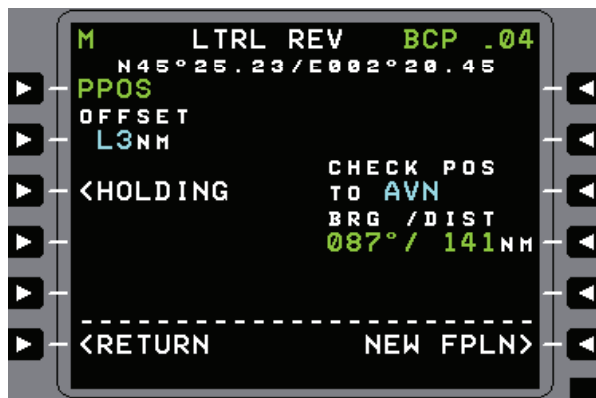 M LTRL REV BCP .04
N45°25.23/E002°20.45
PPOS
OFFSET
L3NM
CHECK POS
<HOLDING TO AVN
BRG /DIST
087°/ 141NM
--------------------------
<RETURN NEW FPLN>